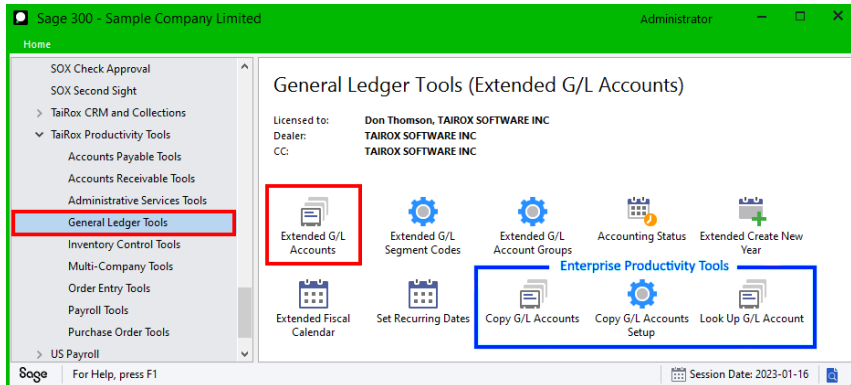 Sage 300 - Sample Company Limited
Administrator
Home
SOX Check Approval
SOX Second Sight
TaiRox CRM and Collections
TaiRox Productivity Tools
Accounts Payable Tools
Accounts Receivable Tools
Administrative Services Tools
General Ledger Tools
Inventory Control Tools
Multi-Company Tools
Order Entry Tools
Payroll Tools
Purchase Order Tools
US Payroll
General Ledger Tools (Extended G/L Accounts)
Licensed to: Don Thomson, TAIROX SOFTWARE INC
Dealer: TAIROX SOFTWARE INC
CC: TAIROX SOFTWARE INC
Extended G/L
Accounts
Extended G/L
Segment Codes
Extended G/L
Account Groups
Accounting Status
Extended Create New
Year
Enterprise Productivity Tools
Extended Fiscal
Calendar
Set Recurring Dates
Copy G/L Accounts
Copy G/L Accounts
Setup
Look Up G/L Account
Sage
For Help, press F1
Session Date: 2023-01-16